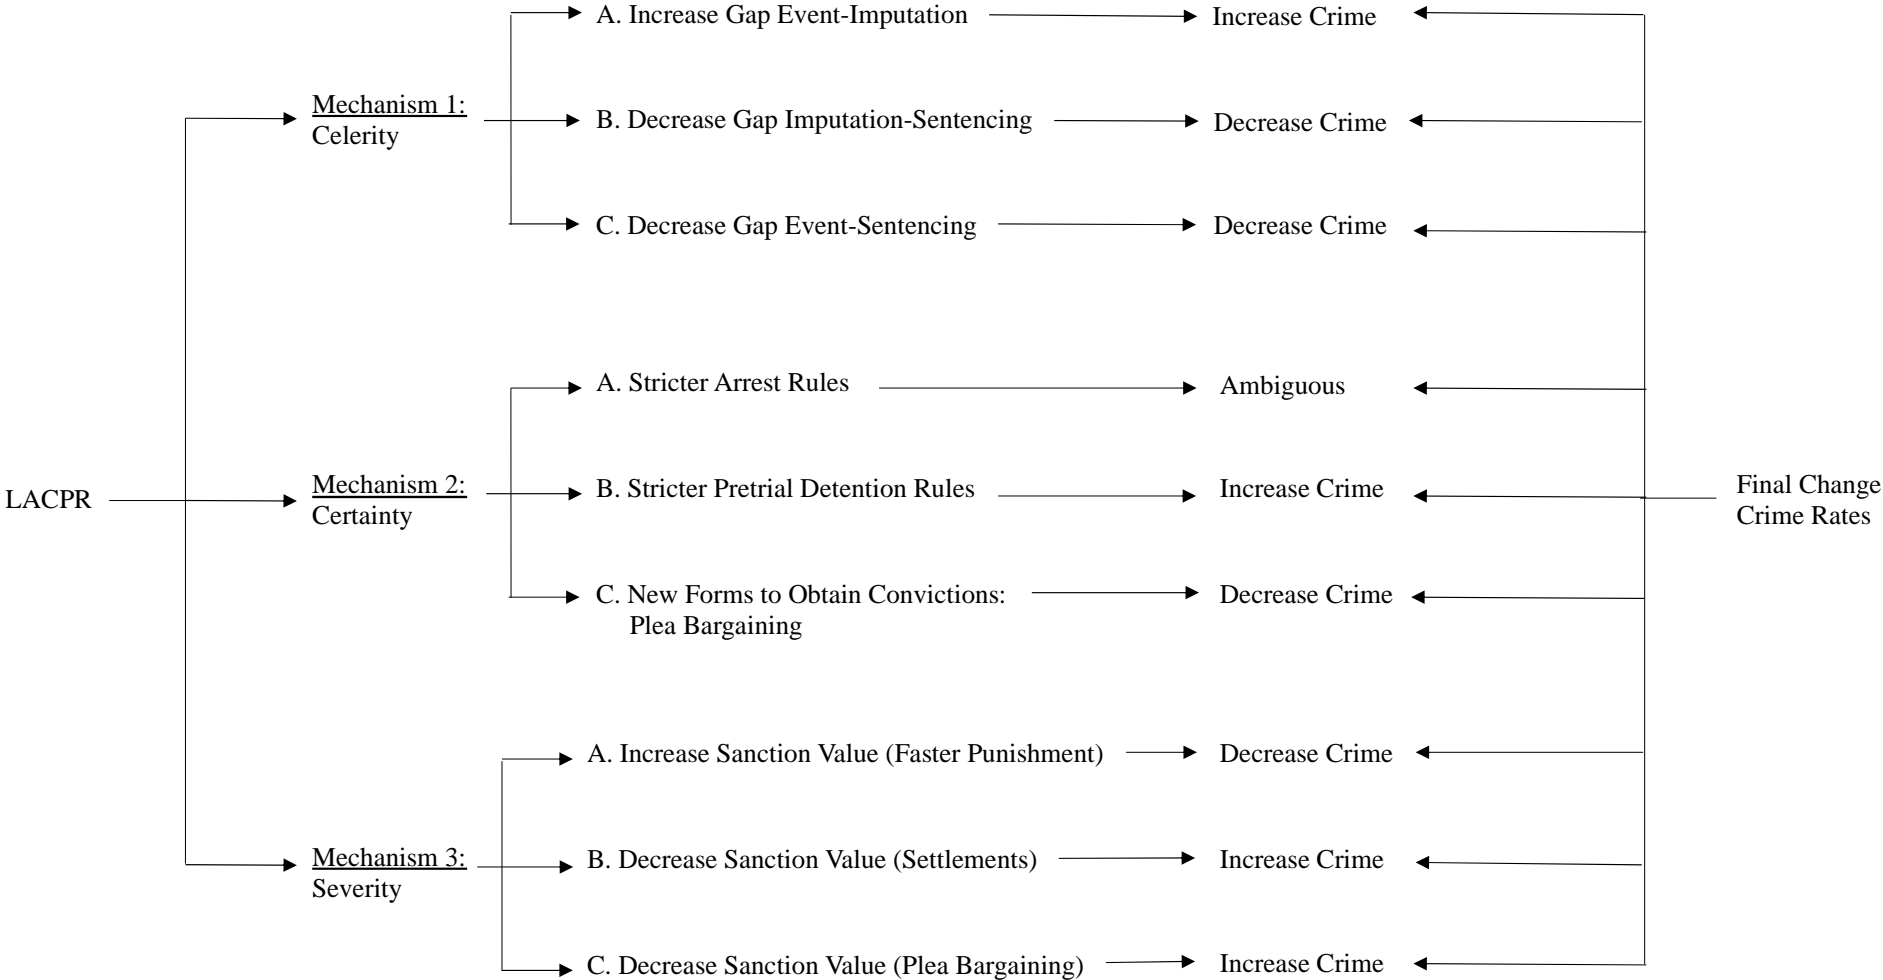 A. Increase Gap Event-Imputation
Increase Crime
Mechanism 1:
Celerity
B. Decrease Gap Imputation-Sentencing
Decrease Crime
C. Decrease Gap Event-Sentencing
Decrease Crime
A. Stricter Arrest Rules
Ambiguous
LACPR
Mechanism 2:
Certainty
B. Stricter Pretrial Detention Rules
Increase Crime
Final Change
Crime Rates
C. New Forms to Obtain Convictions:
Plea Bargaining
Decrease Crime
A. Increase Sanction Value (Faster Punishment)
Decrease Crime
Mechanism 3:
Severity
B. Decrease Sanction Value (Settlements)
Increase Crime
C. Decrease Sanction Value (Plea Bargaining)
Increase Crime